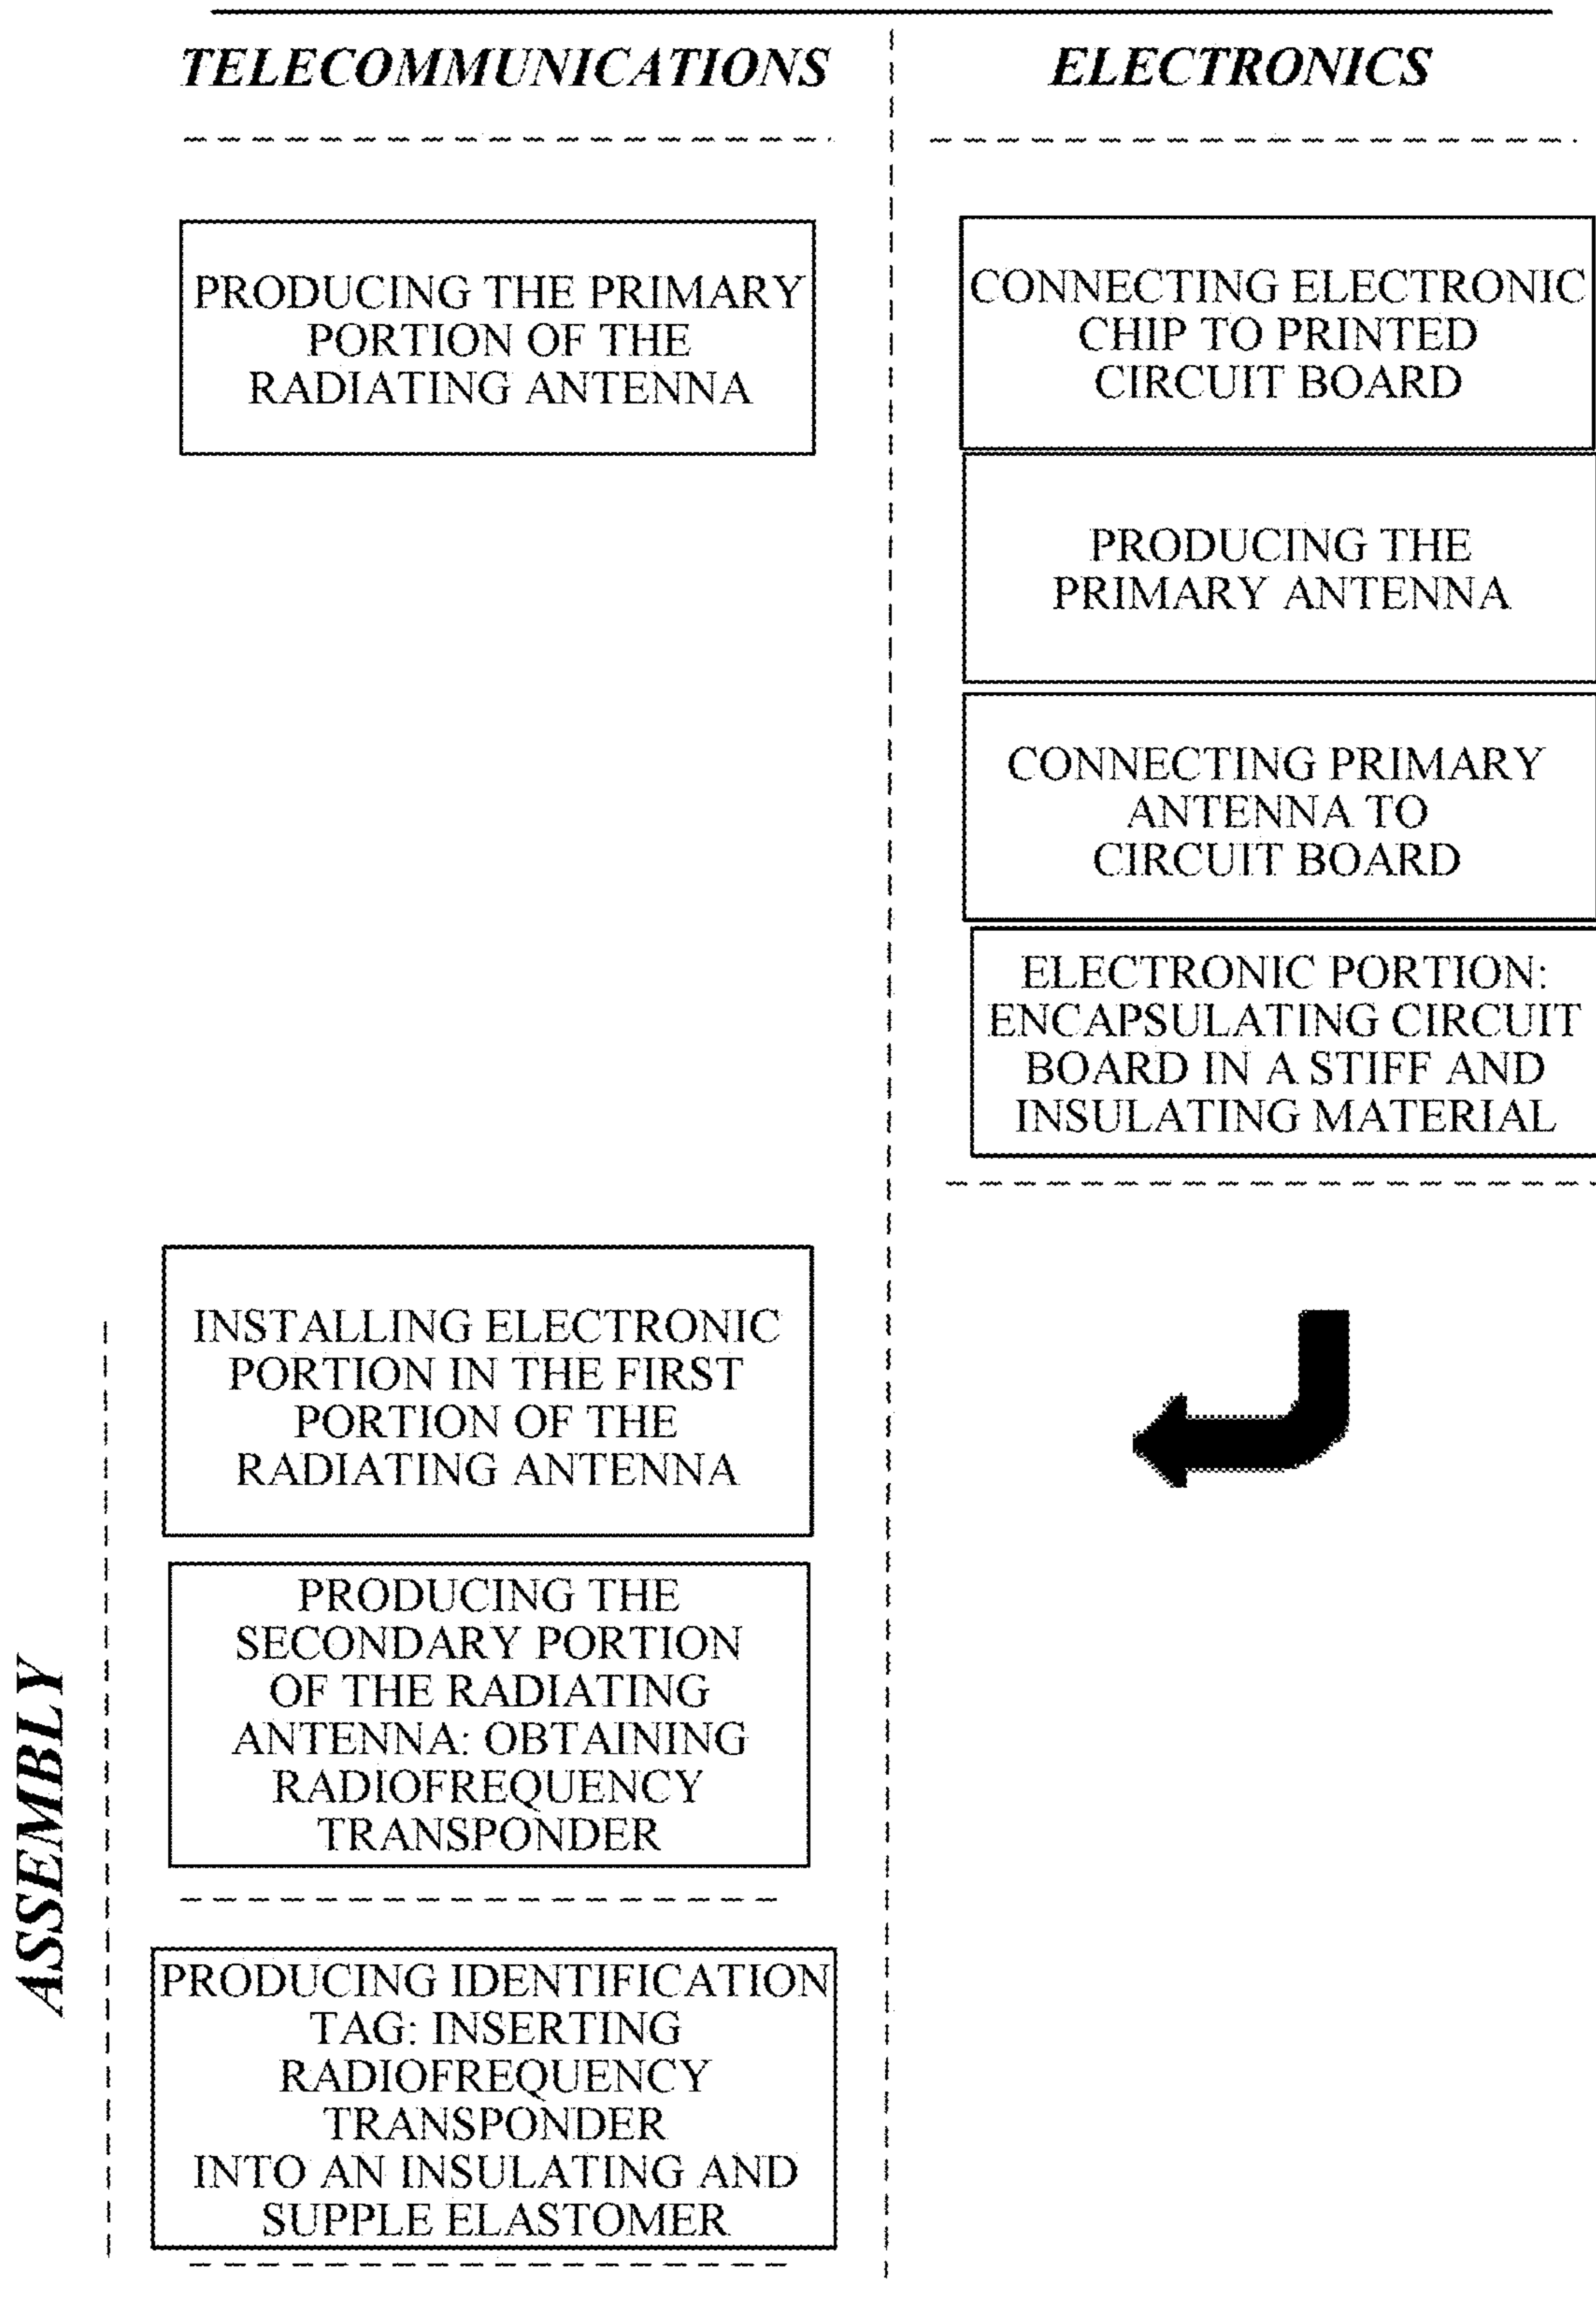 TELECOMMUNICATIONS
ELECTRONICS
PRODUCING THE PRIMARY
PORTION OF THE
RADIATING ANTENNA
CONNECTING ELECTRONIC
CHIP TO PRINTED
CIRCUIT BOARD
PRODUCING THE
PRIMARY ANTENNA
CONNECTING PRIMARY
ANTENNA TO
CIRCUIT BOARD
ELECTRONIC PORTION:
ENCAPSULATING CIRCUIT
BOARD IN A STIFF AND
INSULATING MATERIAL
ASSEMBLY
INSTALLING ELECTRONIC
PORTION IN THE FIRST
PORTION OF THE
RADIATING ANTENNA
PRODUCING THE
SECONDARY PORTION
OF THE RADIATING
ANTENNA: OBTAINING
RADIOFREQUENCY
TRANSPONDER
PRODUCING IDENTIFICATION
TAG: INSERTING
RADIOFREQUENCY
TRANSPONDER
INTO AN INSULATING AND
SUPPLE ELASTOMER